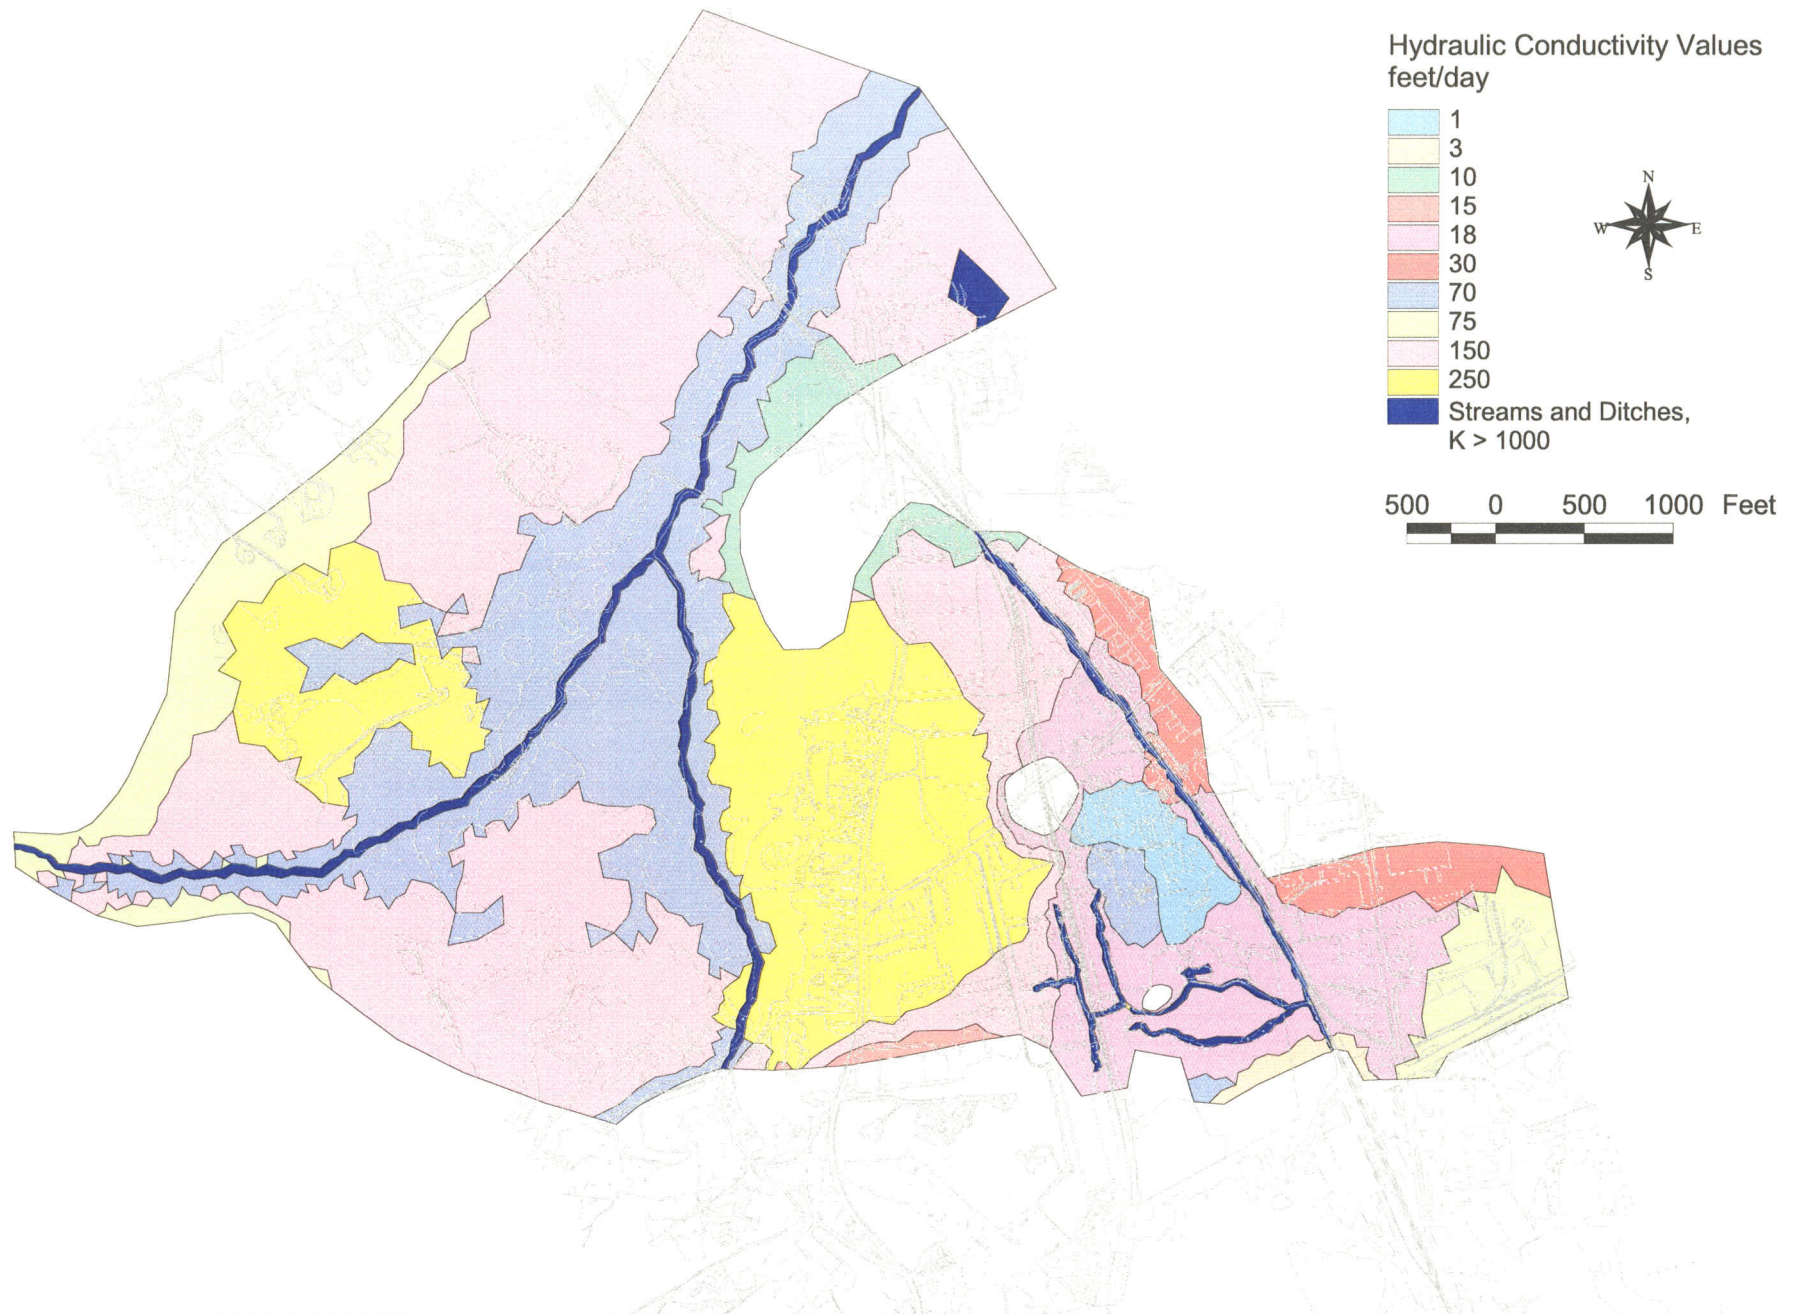 Hydraulic Conductivity Values
feet/day
1
3
10
15
18
30
70
75
150
250
Streams and Ditches,
K > 1000
N
W E
S
500 0 500 1000 Feet